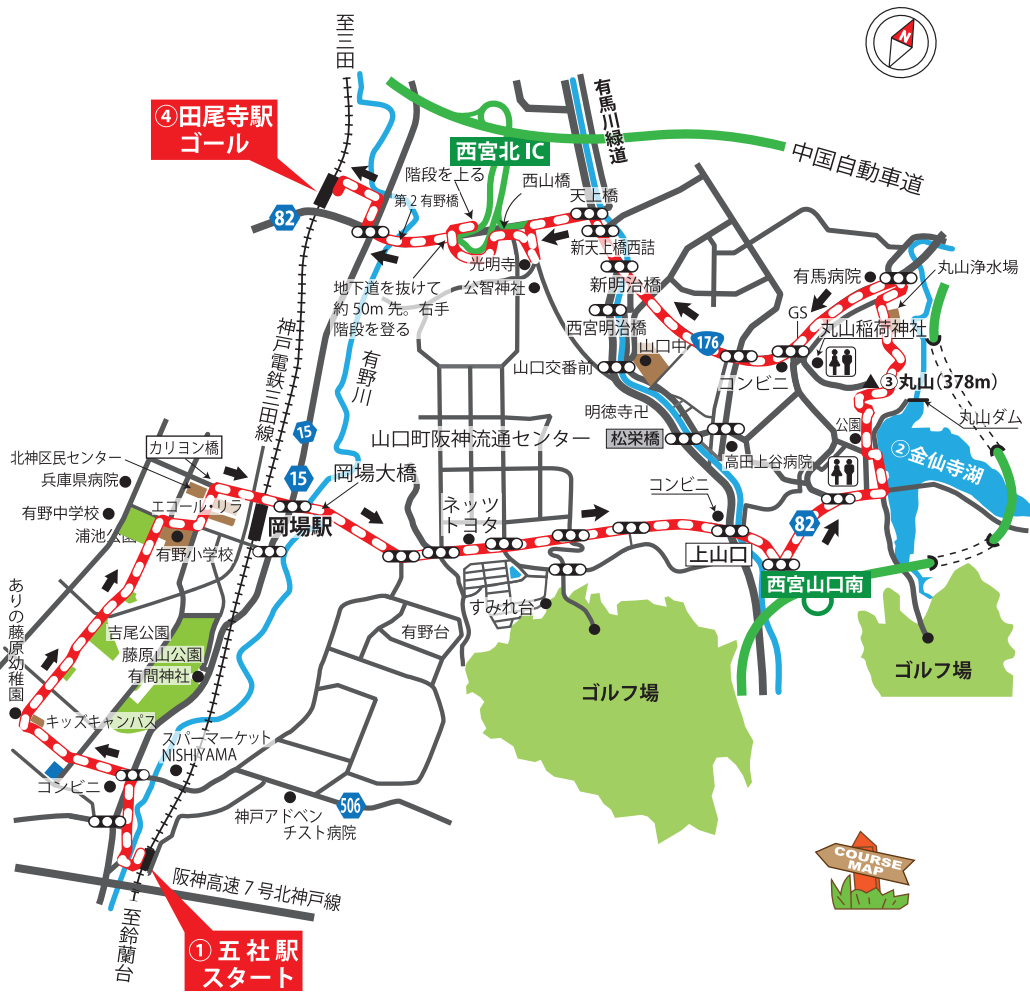 至三田
N
④田尾寺駅
ゴール
有馬川緑道
中国自動車道
西宮北IC
階段を上る
西山橋
天上橋
第2有野橋
82
新天上橋西詰
光明寺
公智神社
新明治橋
地下道を抜けて
約50m 先。右手
階段を登る
西宮明治橋
有馬病院
丸山浄水場
GS
丸山稲荷神社
176
山口中
コンビニ
山口交番前
③丸山(378m)
丸山ダム
神戸電鉄三田線
有野川
明徳寺卍
公園
松栄橋
②金仙寺湖
高田上谷病院
15
山口町阪神流通センター
カリヨン橋
北神区民センター
兵庫県病院
15
岡場大橋
コンビニ
エコール・リラ
有野中学校
浦池公園
岡場駅
ネッツ
トヨタ
82
有野小学校
上山口
西宮山口南
すみれ台
ありの藤原幼稚園
吉尾公園
藤原山公園
有間神社
有野台
ゴルフ場
ゴルフ場
キッズキャンパス
スパーマーケット
NISHIYAMA
コンビニ
506
神戸アドベン
チスト病院
COURSE
MAP
阪神高速7号北神戸線
至鈴蘭台
①五社駅
スタート